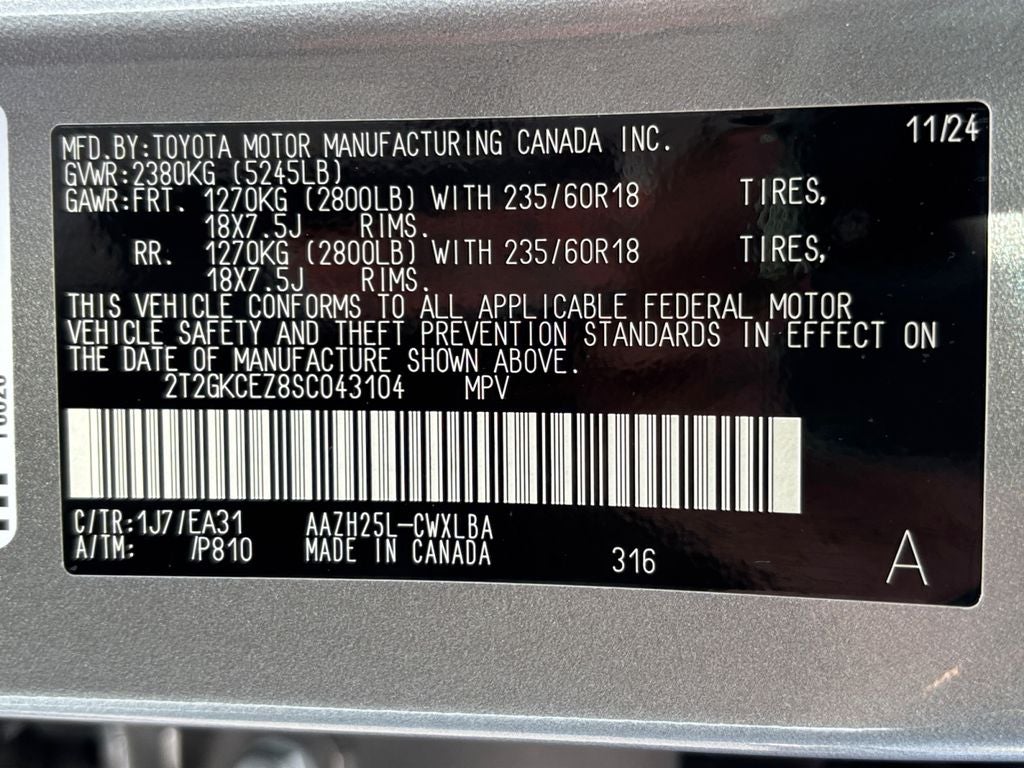 MFD.BY:TOYOTA MOTOR MANUFACTURING CANADA INC. 11/24
GVWR:2380KG (5245LB)
GAWR:FRT. 1270KG (2800LB) WITH 235/60R18 TIRES,
18X7.5J RIMS.
RR. 1270KG (2800LB) WITH 235/60R18 TIRES,
18X7.5J RIMS.
THIS VEHICLE CONFORMS TO ALL APPLICABLE FEDERAL MOTOR
VEHICLE SAFETY AND THEFT PREVENTION STANDARDS IN EFFECT ON
THE DATE OF MANUFACTURE SHOWN ABOVE.
2T2GKCEZ8SC043104 MPV
C/TR:1J7/EA31 AAZH25L-CWXLBA
A/TM: /P810 MADE IN CANADA 316 A